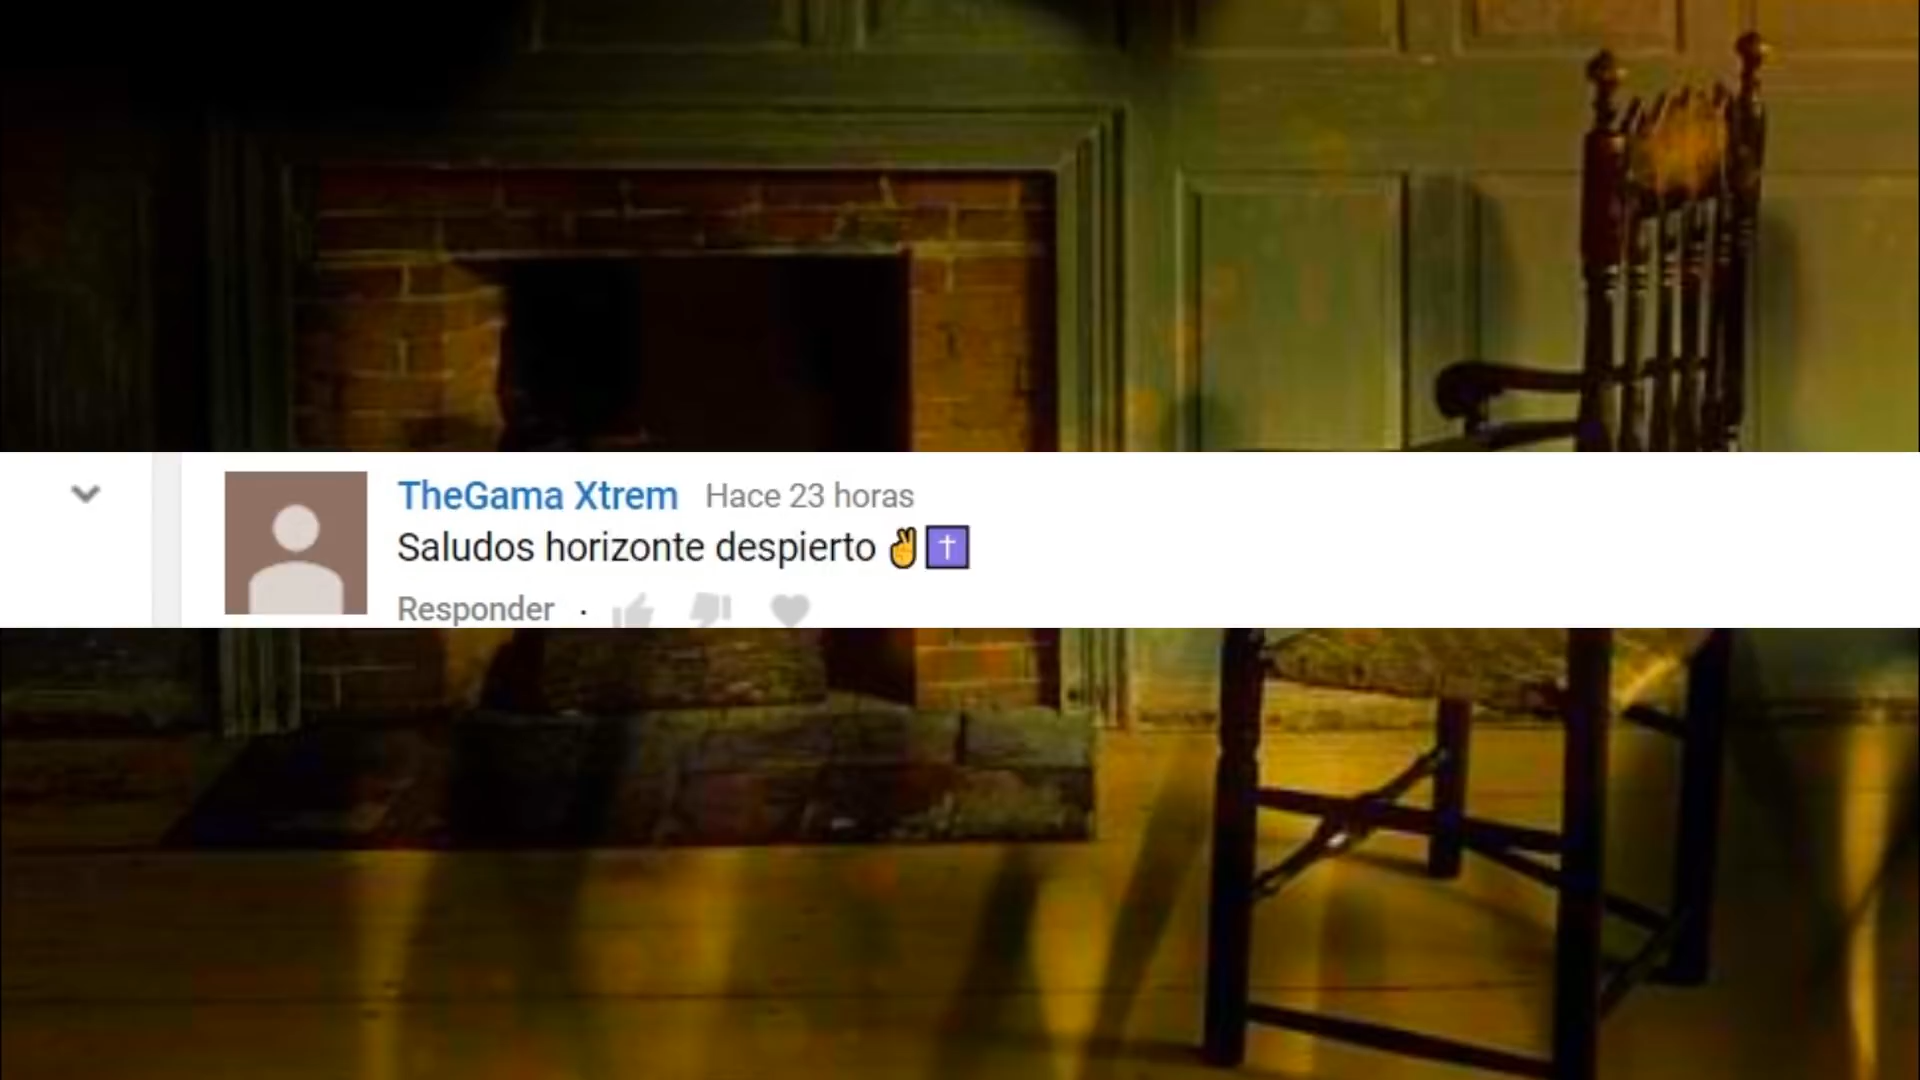 TheGama Xtrem Hace 23 horas
Saludos horizonte despierto ✌️✝️
Responder ·